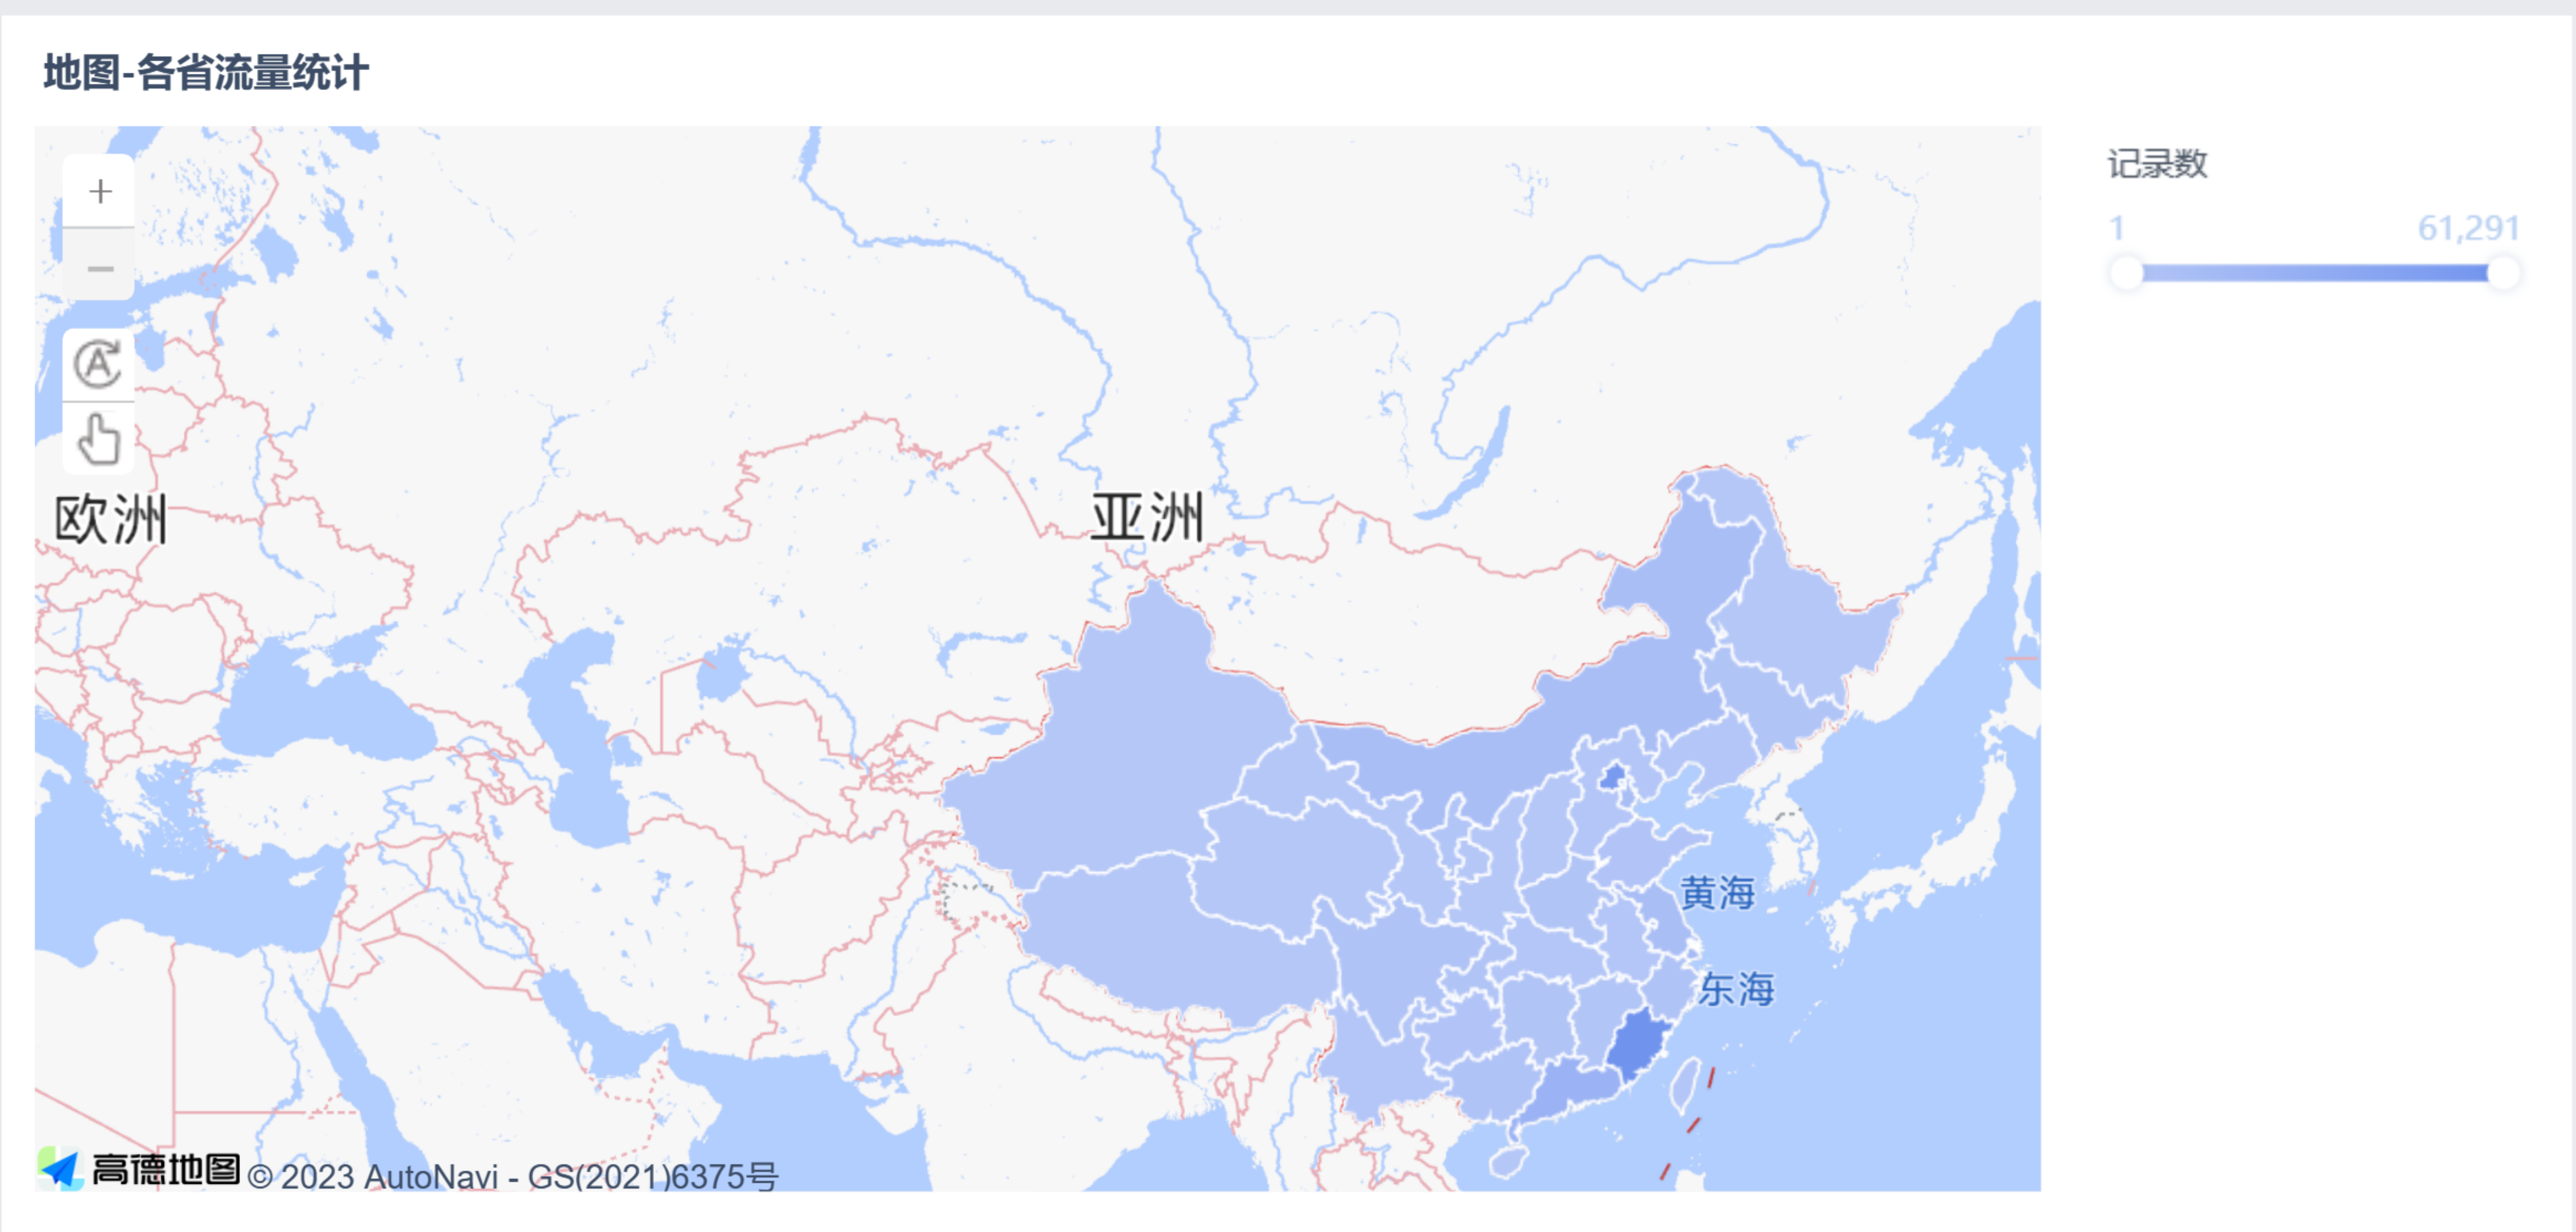 地图-各省流量统计
记录数
1
61,291
+
−
A
欧洲
亚洲
黄海
东海
高德地图 © 2023 AutoNavi - GS(2021)6375号